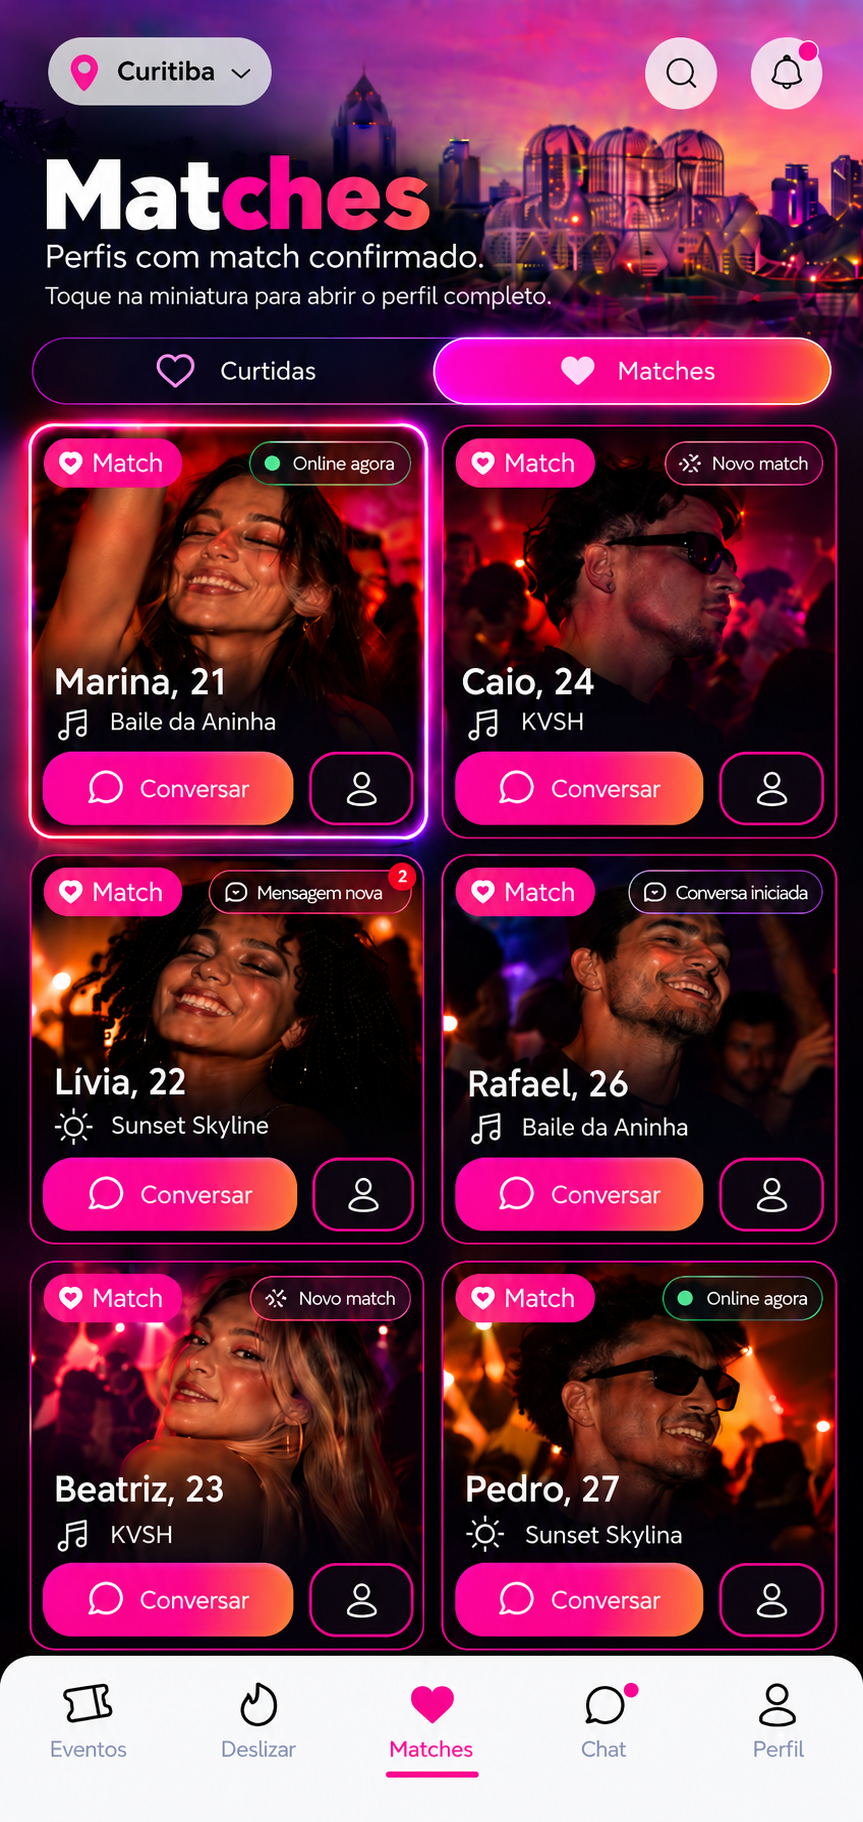 Curitiba
Matches
Perfis com match confirmado.
Toque na miniatura para abrir o perfil completo.
Curtidas
Matches
Match
Online agora
Marina, 21
Baile da Aninha
Conversar
Match
Novo match
Caio, 24
KVSH
Conversar
Match
Mensagem nova
2
Lívia, 22
Sunset Skyline
Conversar
Match
Conversa iniciada
Rafael, 26
Baile da Aninha
Conversar
Match
Novo match
Beatriz, 23
KVSH
Conversar
Match
Online agora
Pedro, 27
Sunset Skylina
Conversar
Eventos
Deslizar
Matches
Chat
Perfil